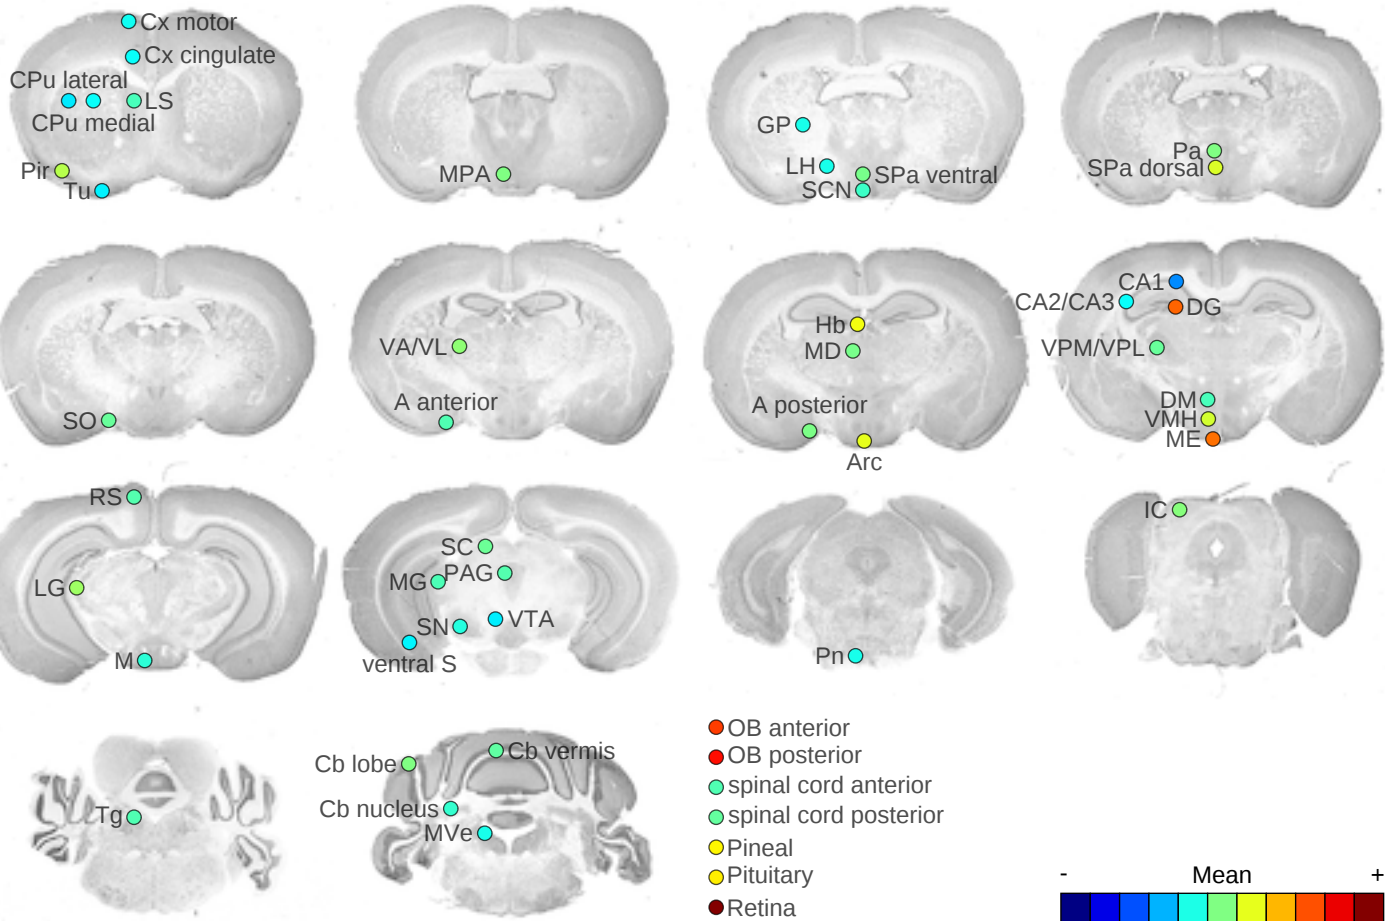 Cx motor
Cx cingulate
CPu lateral
LS
CPu medial
Pir
Tu
MPA
GP
LH
SPa ventral
SCN
Pa
SPa dorsal
SO
VA/VL
A anterior
Hb
MD
A posterior
Arc
CA1
CA2/CA3
DG
VPM/VPL
DM
VMH
ME
RS
LG
M
SC
MG
PAG
SN
VTA
ventral S
Pn
IC
Tg
Cb lobe
Cb vermis
Cb nucleus
MVe
OB anterior
OB posterior
spinal cord anterior
spinal cord posterior
Pineal
Pituitary
Retina
- Mean +